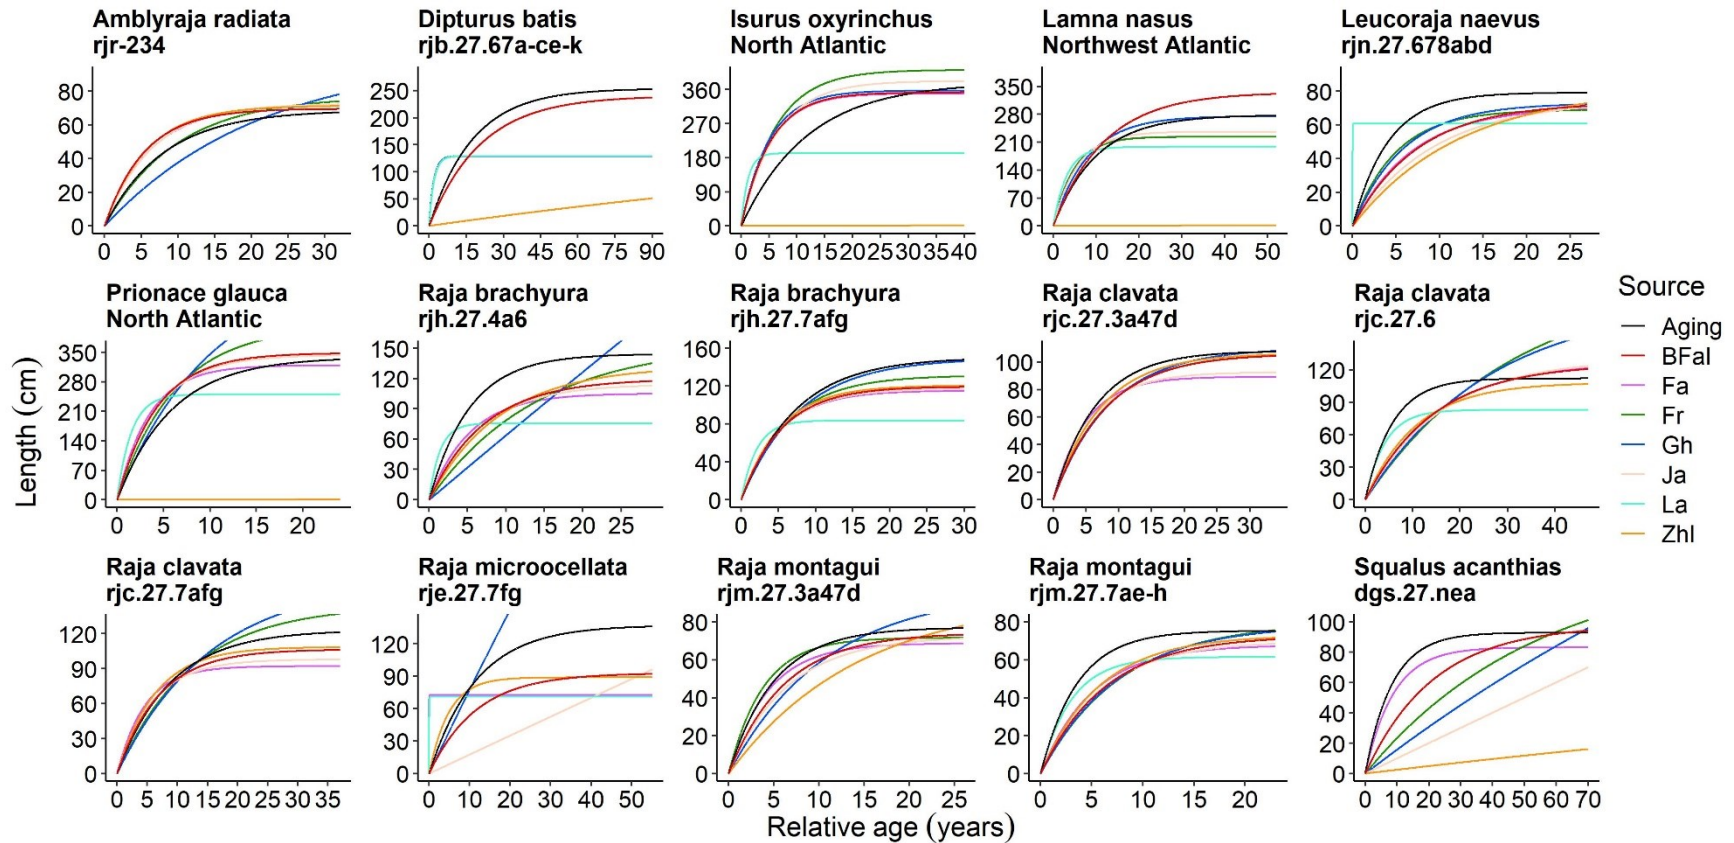 Amblyraja radiata
rjr-234
80
60
40
20
0
0 5 10 15 20 25 30
Dipturus batis
rjb.27.67a-ce-k
250
200
150
100
50
0
0 15 30 45 60 75 90
Isurus oxyrinchus
North Atlantic
360
270
180
90
0
0 5 10 15 20 25 30 35 40
Lamna nasus
Northwest Atlantic
350
280
210
140
70
0
0 10 20 30 40 50
Leucoraja naevus
rjn.27.678abd
80
60
40
20
0
0 5 10 15 20 25
Prionace glauca
North Atlantic
350
280
210
140
70
0
0 5 10 15 20
Raja brachyura
rjh.27.4a6
150
120
90
60
30
0
0 5 10 15 20 25
Raja brachyura
rjh.27.7afg
160
120
80
40
0
0 5 10 15 20 25 30
Raja clavata
rjc.27.3a47d
100
80
60
40
20
0
0 5 10 15 20 25 30
Raja clavata
rjc.27.6
120
90
60
30
0
0 10 20 30 40
Raja clavata
rjc.27.7afg
120
90
60
30
0
0 5 10 15 20 25 30 35
Raja microocellata
rje.27.7fg
120
90
60
30
0
0 10 20 30 40 50
Raja montagui
rjm.27.3a47d
80
60
40
20
0
0 5 10 15 20 25
Raja montagui
rjm.27.7ae-h
80
60
40
20
0
0 5 10 15 20
Squalus acanthias
dgs.27.nea
100
80
60
40
20
0
0 10 20 30 40 50 60 70
Length (cm)
Relative age (years)
Source
Aging
BFal
Fa
Fr
Gh
Ja
La
Zhl